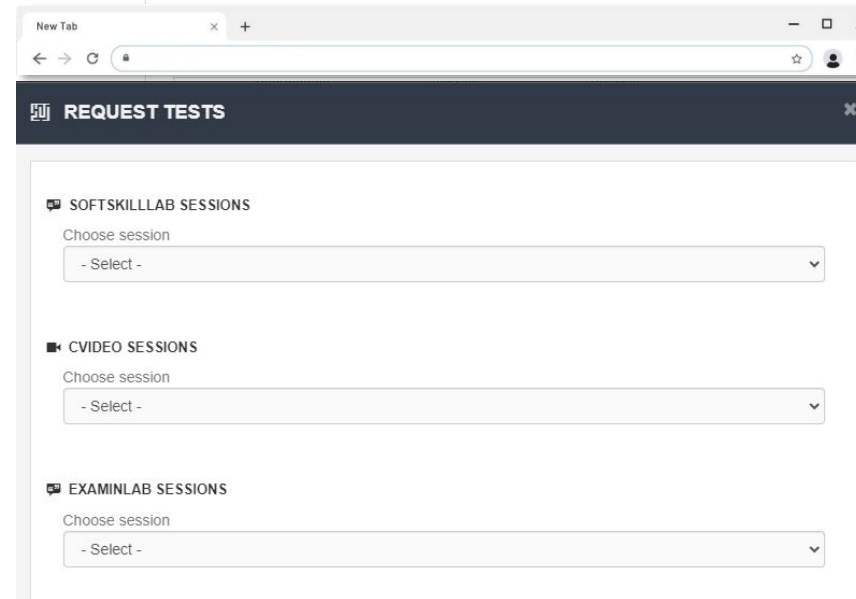 New Tab
REQUEST TESTS
SOFTSKILLLAB SESSIONS
Choose session
- Select -
CVIDEO SESSIONS
Choose session
- Select -
EXAMINLAB SESSIONS
Choose session
- Select -